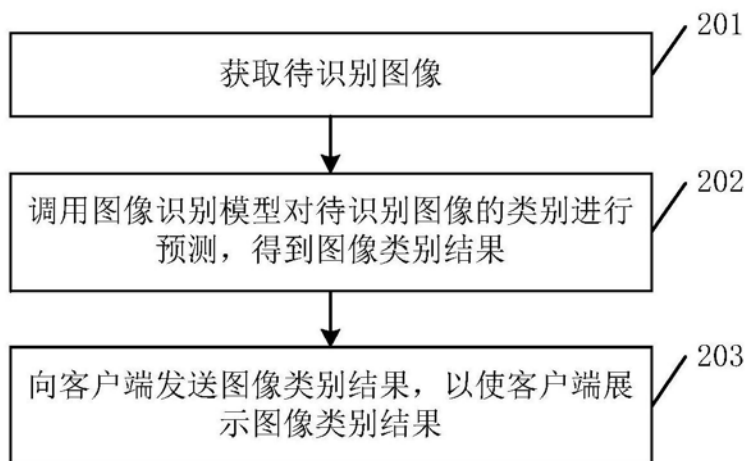 201
获取待识别图像
202
调用图像识别模型对待识别图像的类别进行
预测，得到图像类别结果
203
向客户端发送图像类别结果，以使客户端展
示图像类别结果